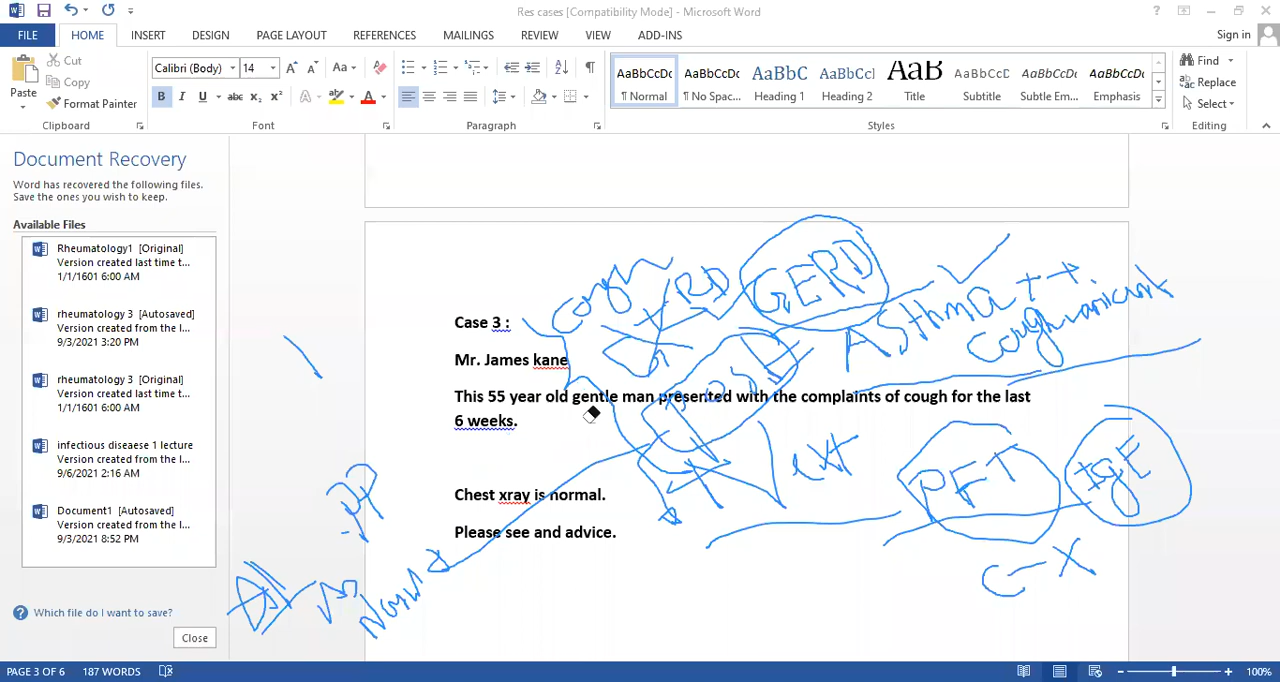 Res cases [Compatibility Mode] - Microsoft Word
FILE HOME INSERT DESIGN PAGE LAYOUT REFERENCES MAILINGS REVIEW VIEW ADD-INS Sign in
Cut
Copy
Format Painter
Paste
Calibri (Body) 14
AaBbCcDc AaBbCcDc AaBbC AaBbCcl AaB AaBbCcD AaBbCcDc AaBbCcDc
¶ Normal ¶ No Spac... Heading 1 Heading 2 Title Subtitle Subtle Em... Emphasis
Find
Replace
Select
Clipboard Font Paragraph Styles Editing
Document Recovery
Word has recovered the following files.
Save the ones you wish to keep.
Available Files
Rheumatology1 [Original]
Version created last time t...
1/1/1601 6:00 AM
rheumatology 3 [Autosaved]
Version created from the l...
9/3/2021 3:20 PM
rheumatology 3 [Original]
Version created last time t...
1/1/1601 6:00 AM
infectious diseaese 1 lecture
Version created from the l...
9/6/2021 2:16 AM
Document1 [Autosaved]
Version created from the l...
9/3/2021 8:52 PM
Which file do I want to save?
Close
Cough
GERD
Asthma ++
Cough varient
Case 3 :
Mr. James kane
This 55 year old gentle man presented with the complaints of cough for the last
6 weeks.
PFT IgE
Chest xray is normal.
Please see and advice.
PAGE 3 OF 6 187 WORDS 100%